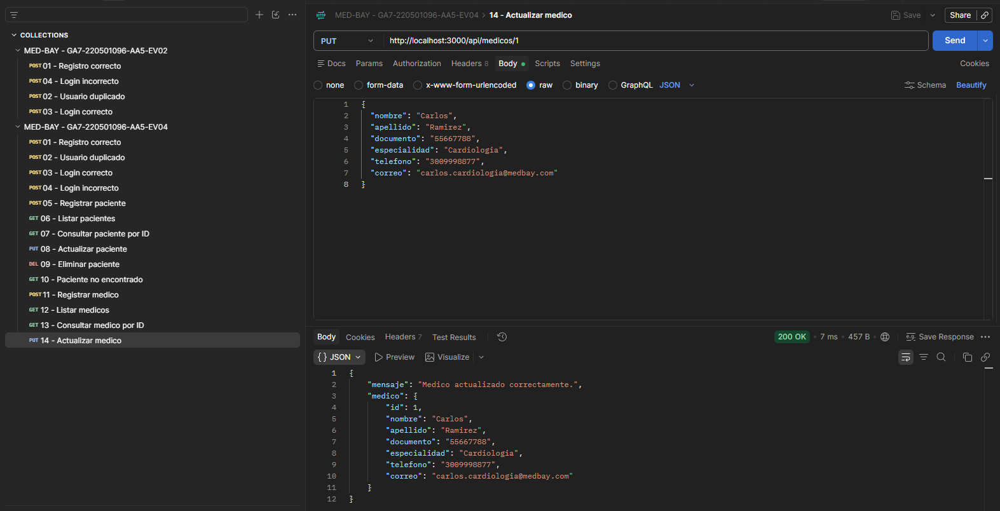 COLLECTIONS
MED-BAY - GA7-220501096-AA5-EV02
POST 01 - Registro correcto
POST 04 - Login incorrecto
POST 02 - Usuario duplicado
POST 03 - Login correcto
MED-BAY - GA7-220501096-AA5-EV04
POST 01 - Registro correcto
POST 02 - Usuario duplicado
POST 03 - Login correcto
POST 04 - Login incorrecto
POST 05 - Registrar paciente
GET 06 - Listar pacientes
GET 07 - Consultar paciente por ID
PUT 08 - Actualizar paciente
DEL 09 - Eliminar paciente
GET 10 - Paciente no encontrado
POST 11 - Registrar medico
GET 12 - Listar medicos
GET 13 - Consultar medico por ID
PUT 14 - Actualizar medico
HTTP MED-BAY - GA7-220501096-AA5-EV04 > 14 - Actualizar medico Save Share
PUT http://localhost:3000/api/medicos/1 Send
Docs Params Authorization Headers 8 Body Scripts Settings Cookies
none form-data x-www-form-urlencoded raw binary GraphQL JSON Schema Beautify
1 {
2 "nombre": "Carlos",
3 "apellido": "Ramirez",
4 "documento": "55667788",
5 "especialidad": "Cardiologia",
6 "telefono": "3009998877",
7 "correo": "carlos.cardiologia@medbay.com"
8 }
Body Cookies Headers 7 Test Results 200 OK • 7 ms • 457 B e.g. Save Response
{} JSON Preview Visualize
1 {
2 "mensaje": "Medico actualizado correctamente.",
3 "medico": {
4 "id": 1,
5 "nombre": "Carlos",
6 "apellido": "Ramirez",
7 "documento": "55667788",
8 "especialidad": "Cardiologia",
9 "telefono": "3009998877",
10 "correo": "carlos.cardiologia@medbay.com"
11 }
12 }